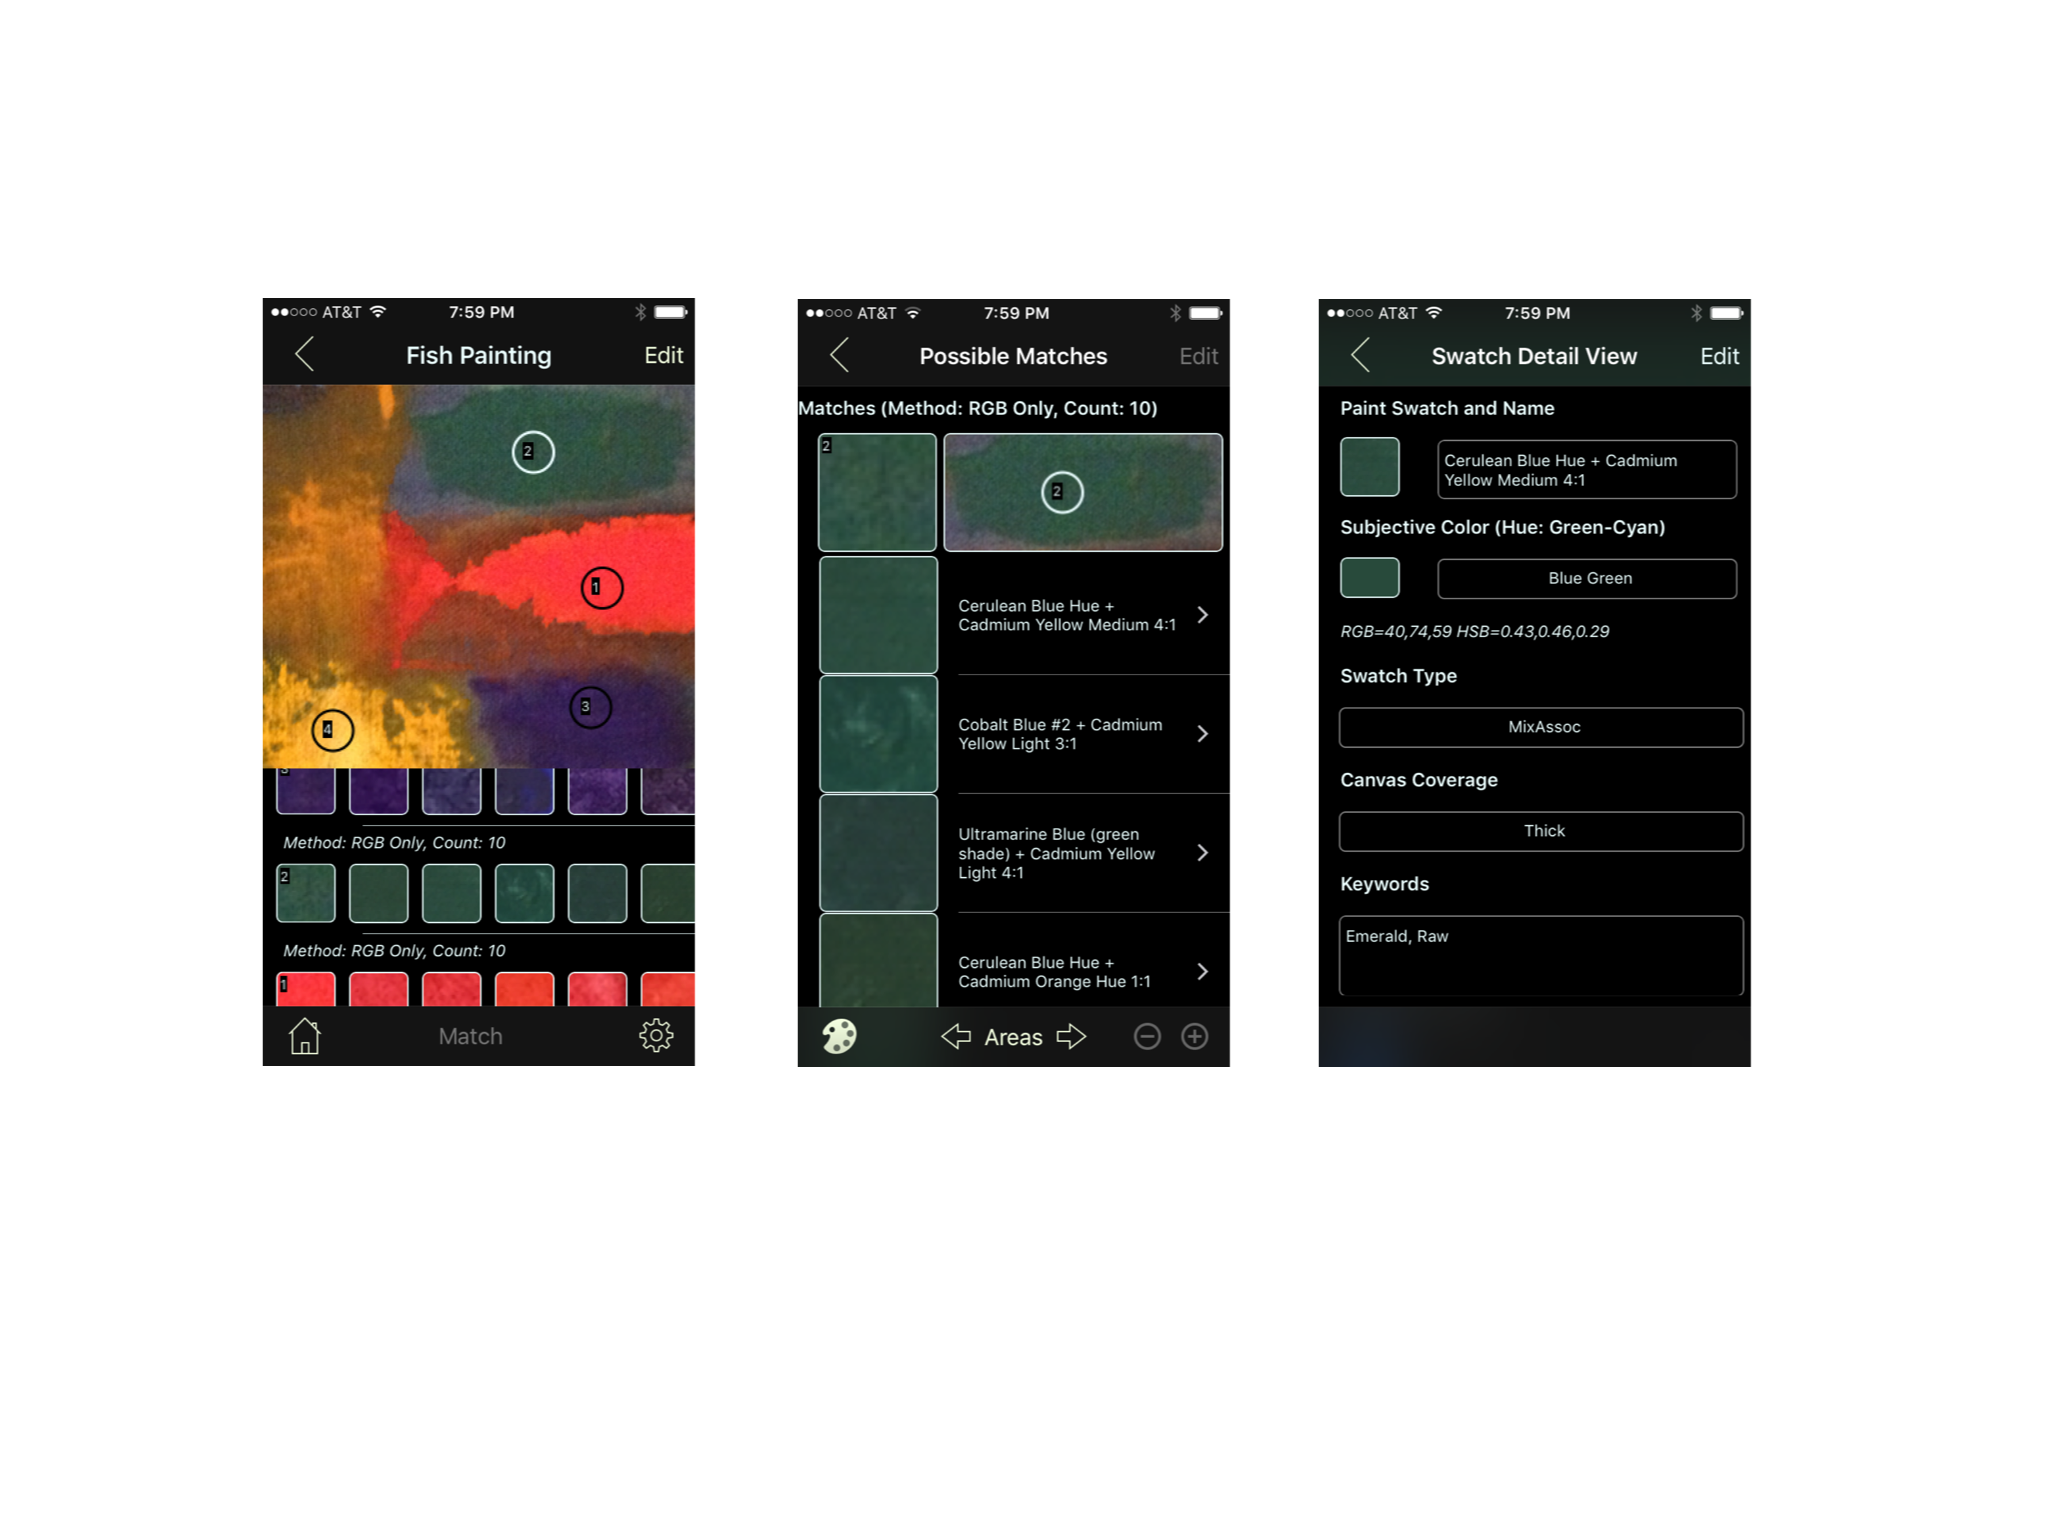 AT&T 7:59 PM
Fish Painting Edit
2
1
3
4
3
Method: RGB Only, Count: 10
2
Method: RGB Only, Count: 10
1
Match
AT&T 7:59 PM
Possible Matches Edit
Matches (Method: RGB Only, Count: 10)
2
2
Cerulean Blue Hue +
Cadmium Yellow Medium 4:1
Cobalt Blue #2 + Cadmium
Yellow Light 3:1
Ultramarine Blue (green
shade) + Cadmium Yellow
Light 4:1
Cerulean Blue Hue +
Cadmium Orange Hue 1:1
Areas
AT&T 7:59 PM
Swatch Detail View Edit
Paint Swatch and Name
Cerulean Blue Hue + Cadmium
Yellow Medium 4:1
Subjective Color (Hue: Green-Cyan)
Blue Green
RGB=40,74,59 HSB=0.43,0.46,0.29
Swatch Type
MixAssoc
Canvas Coverage
Thick
Keywords
Emerald, Raw